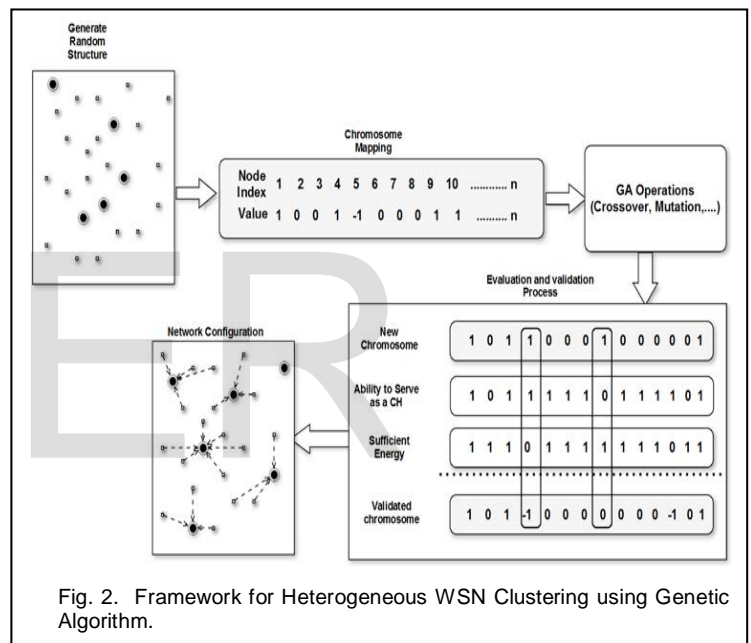 Generate
Random
Structure
Chromosome
Mapping
Node
Index 1 2 3 4 5 6 7 8 9 10 ........... n
Value 1 0 0 1 -1 0 0 0 1 1 .......... n
GA Operations
(Crossover, Mutation,....)
Evaluation and validation
Process
New
Chromosome
1 0 1 1 0 0 0 1 0 0 0 0 0 1
Ability to Serve
as a CH
1 0 1 1 1 1 1 0 1 1 1 1 0 1
Sufficient
Energy
1 1 1 0 1 1 1 1 1 1 1 0 1 1
Validated
chromosome
1 0 1 -1 0 0 0 0 0 0 0 -1 0 1
Network Configuration
ER
Fig. 2. Framework for Heterogeneous WSN Clustering using Genetic
Algorithm.